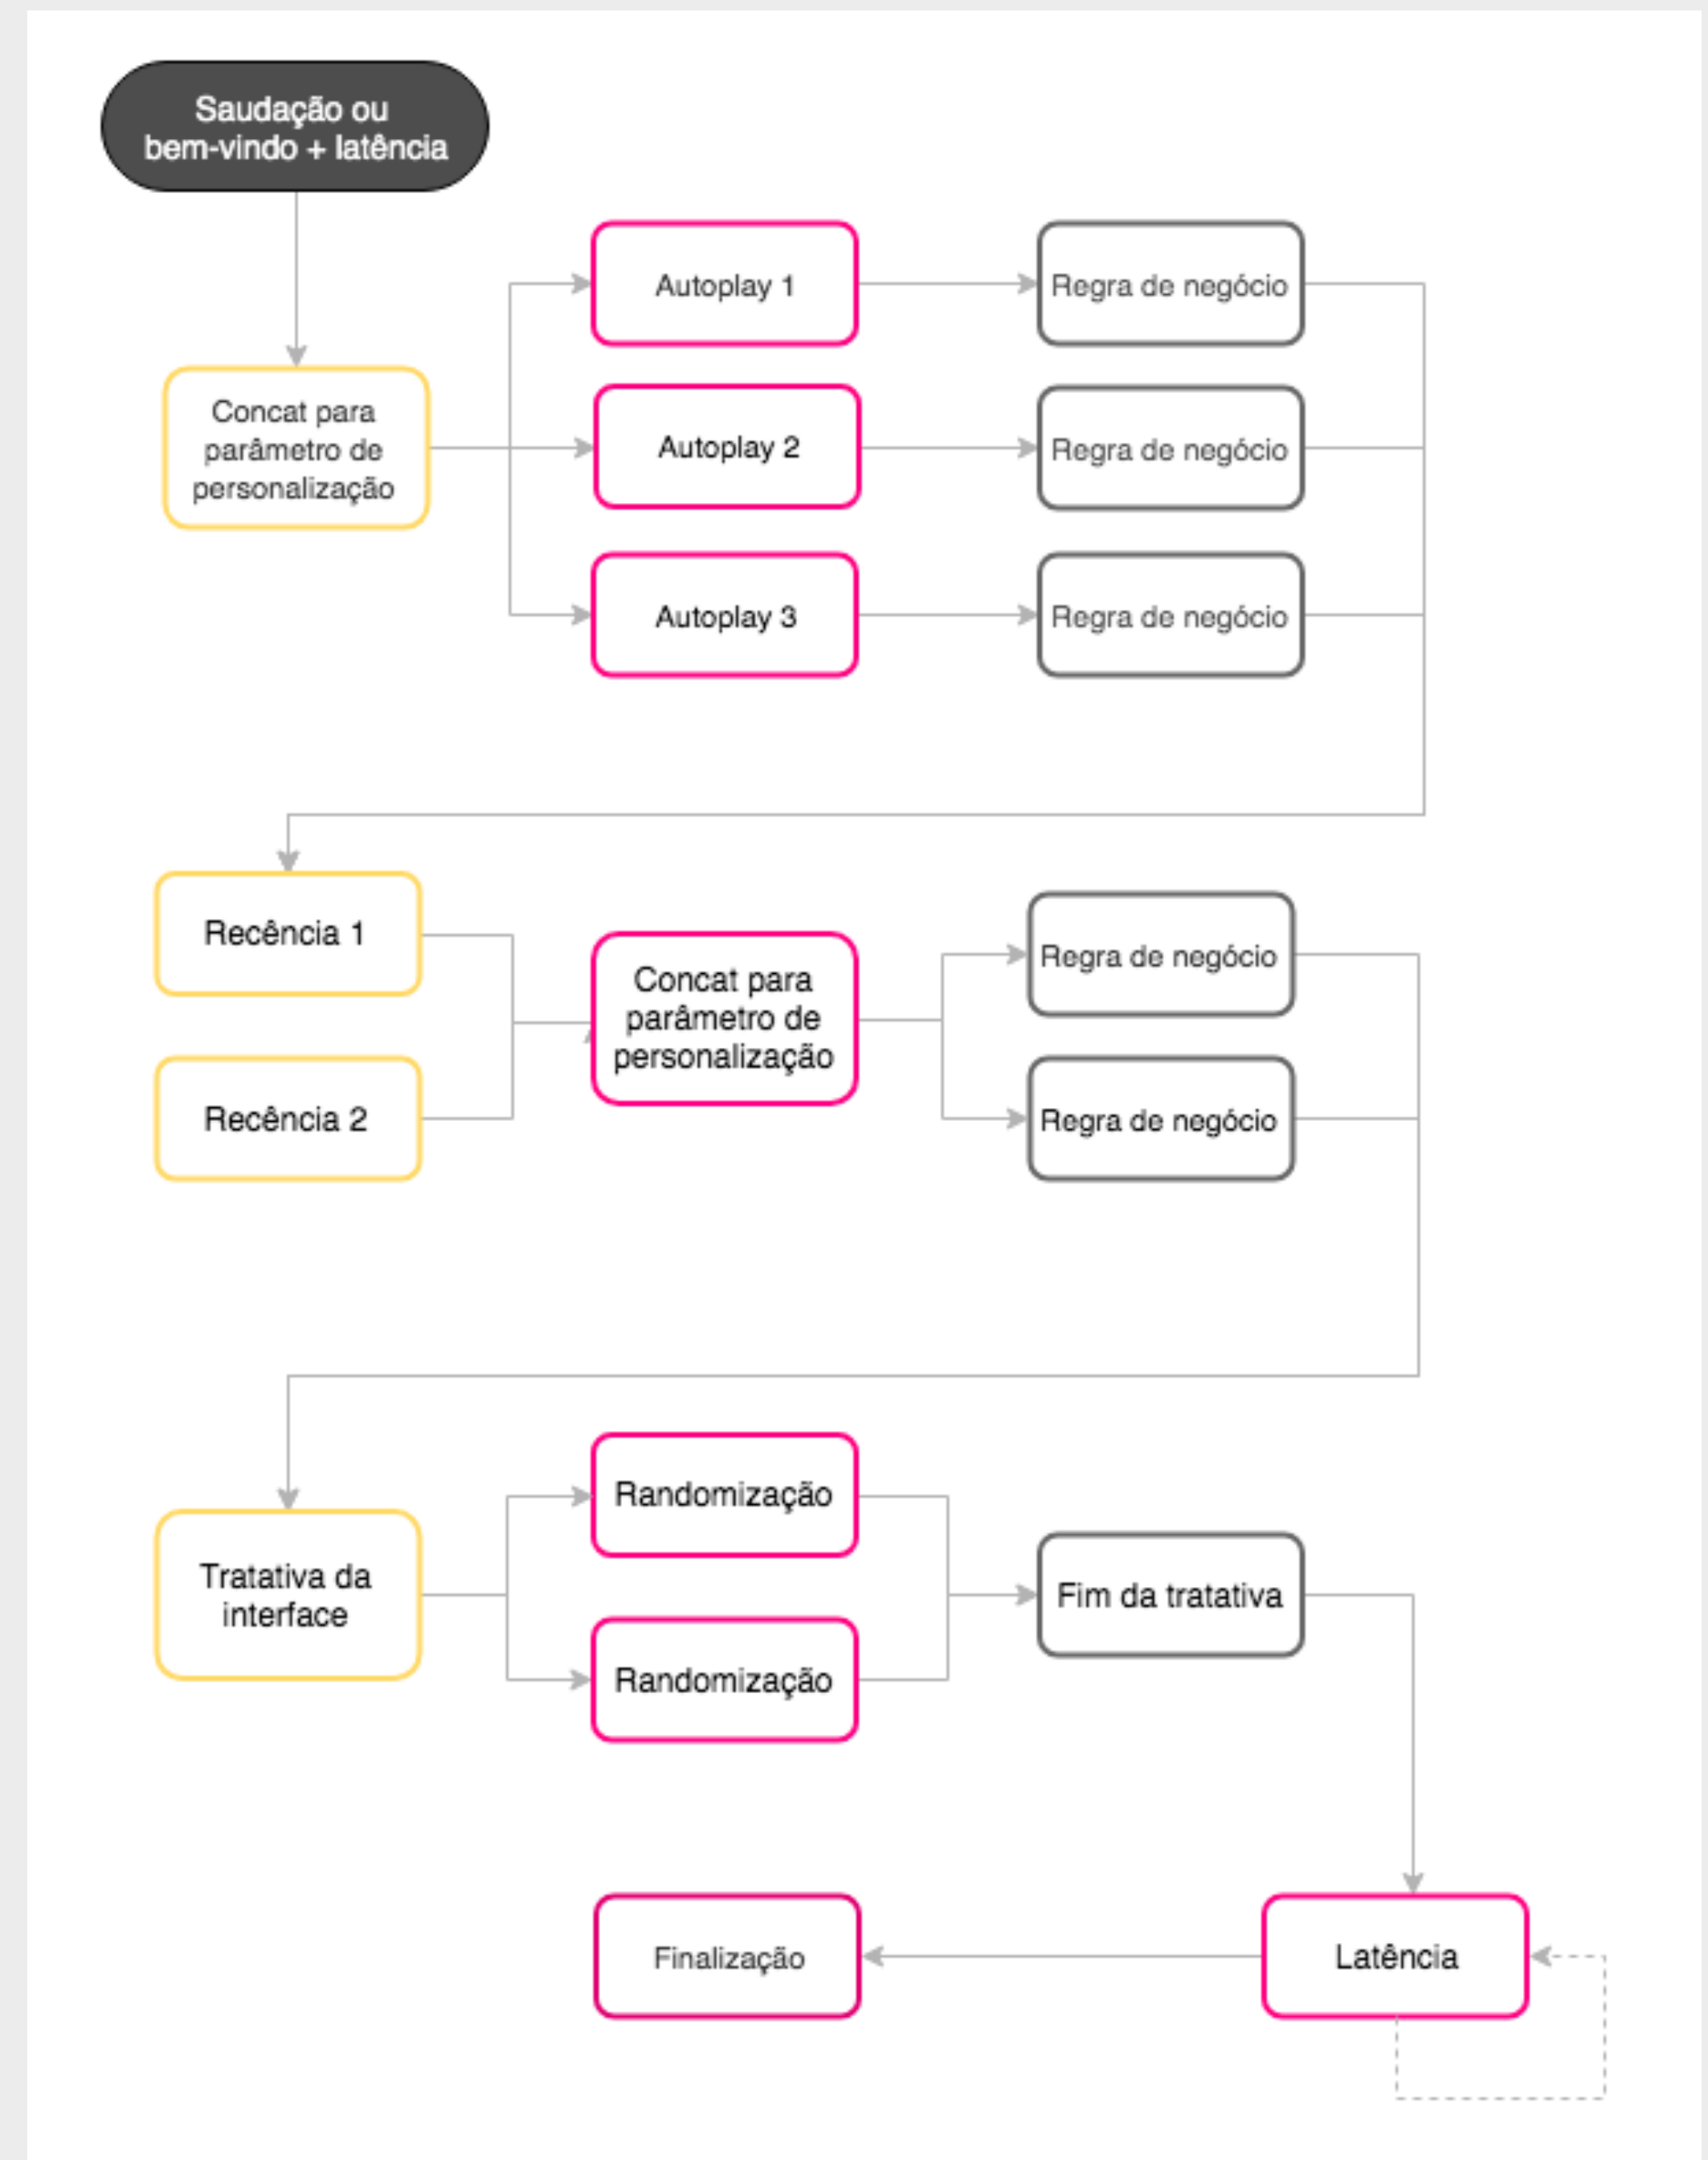 Saudação ou
bem-vindo + latência
Autoplay 1
Regra de negócio
Concat para
parâmetro de
personalização
Autoplay 2
Regra de negócio
Autoplay 3
Regra de negócio
Recência 1
Recência 2
Concat para
parâmetro de
personalização
Regra de negócio
Regra de negócio
Tratativa da
interface
Randomização
Randomização
Fim da tratativa
Finalização
Latência